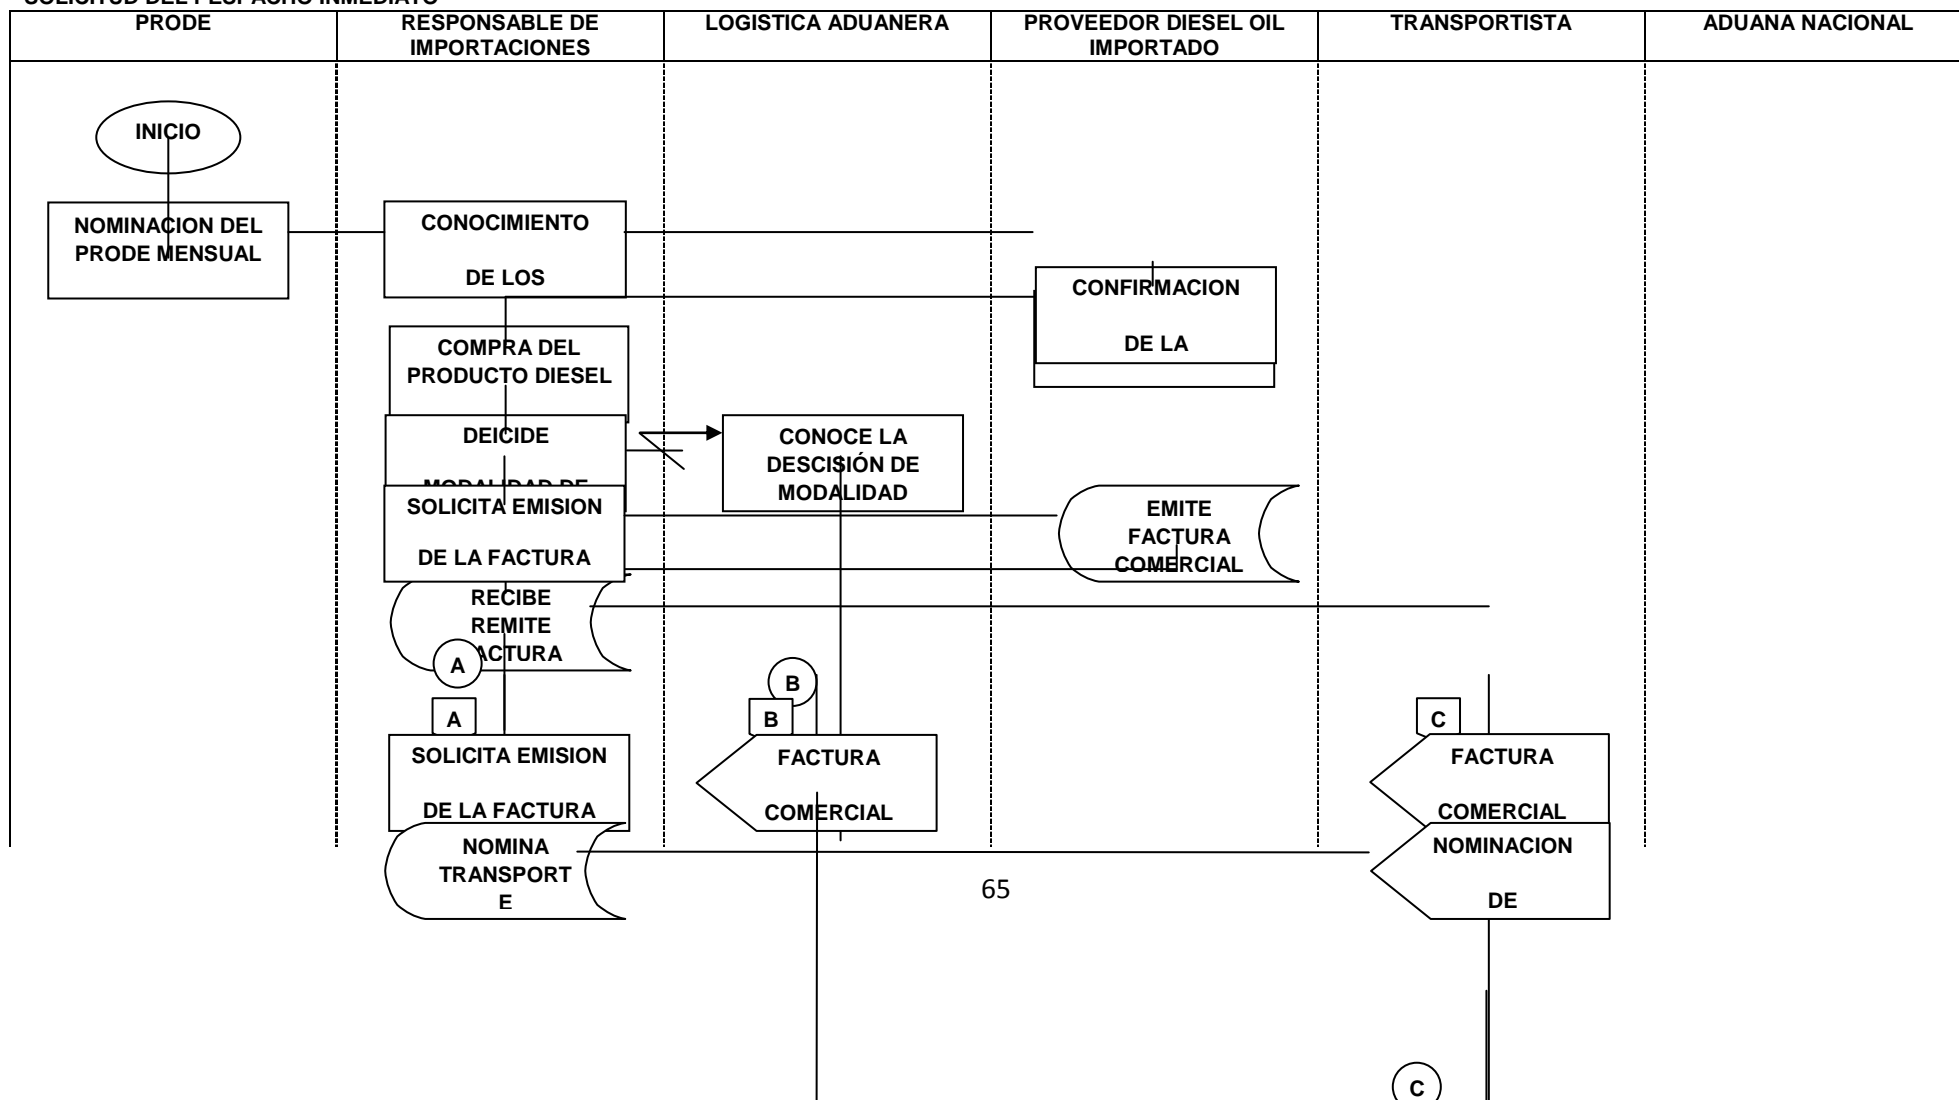 PRODE
RESPONSABLE DE
IMPORTACIONES
LOGISTICA ADUANERA
PROVEEDOR DIESEL OIL
IMPORTADO
TRANSPORTISTA
ADUANA NACIONAL
INICIO
NOMINACION DEL
PRODE MENSUAL
CONOCIMIENTO
DE LOS
CONFIRMACION
DE LA
COMPRA DEL
PRODUCTO DIESEL
DEICIDE
MODALIDAD DE
CONOCE LA
DESCISIÓN DE
MODALIDAD
SOLICITA EMISION
DE LA FACTURA
EMITE
FACTURA
COMERCIAL
RECIBE
REMITE
ACTURA
A
B
A
B
C
SOLICITA EMISION
DE LA FACTURA
FACTURA
COMERCIAL
FACTURA
COMERCIAL
NOMINA
TRANSPORT
E
NOMINACION
DE
65
C